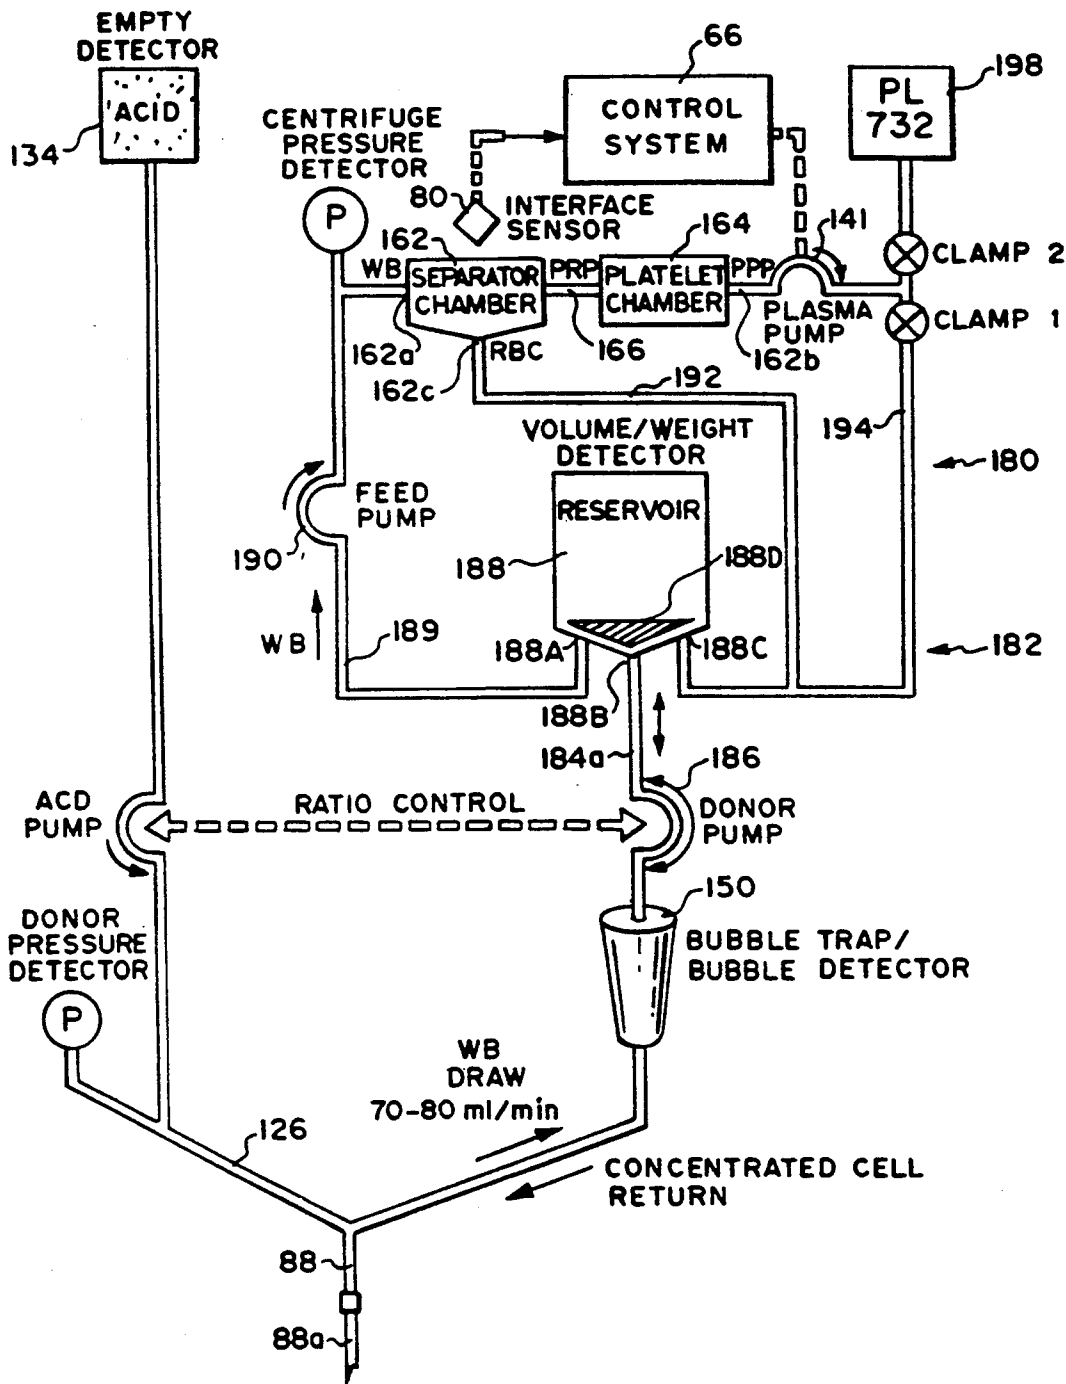 EMPTY
DETECTOR
ACID
134
66
CONTROL
SYSTEM
198
PL
732
CENTRIFUGE
PRESSURE
DETECTOR
P
80
INTERFACE
SENSOR
164
141
CLAMP 2
162
WB
SEPARATOR
CHAMBER
PRP
PLATELET
CHAMBER
PPP
PLASMA
PUMP
CLAMP 1
162a
RBC
166
162b
162c
192
194
VOLUME/WEIGHT
DETECTOR
180
FEED
PUMP
190
RESERVOIR
188
188D
WB
189
188A
188C
182
188B
184a
186
ACD
PUMP
RATIO CONTROL
DONOR
PUMP
150
DONOR
PRESSURE
DETECTOR
P
BUBBLE TRAP/
BUBBLE DETECTOR
WB
DRAW
70-80 ml/min
126
CONCENTRATED CELL
RETURN
88
88a